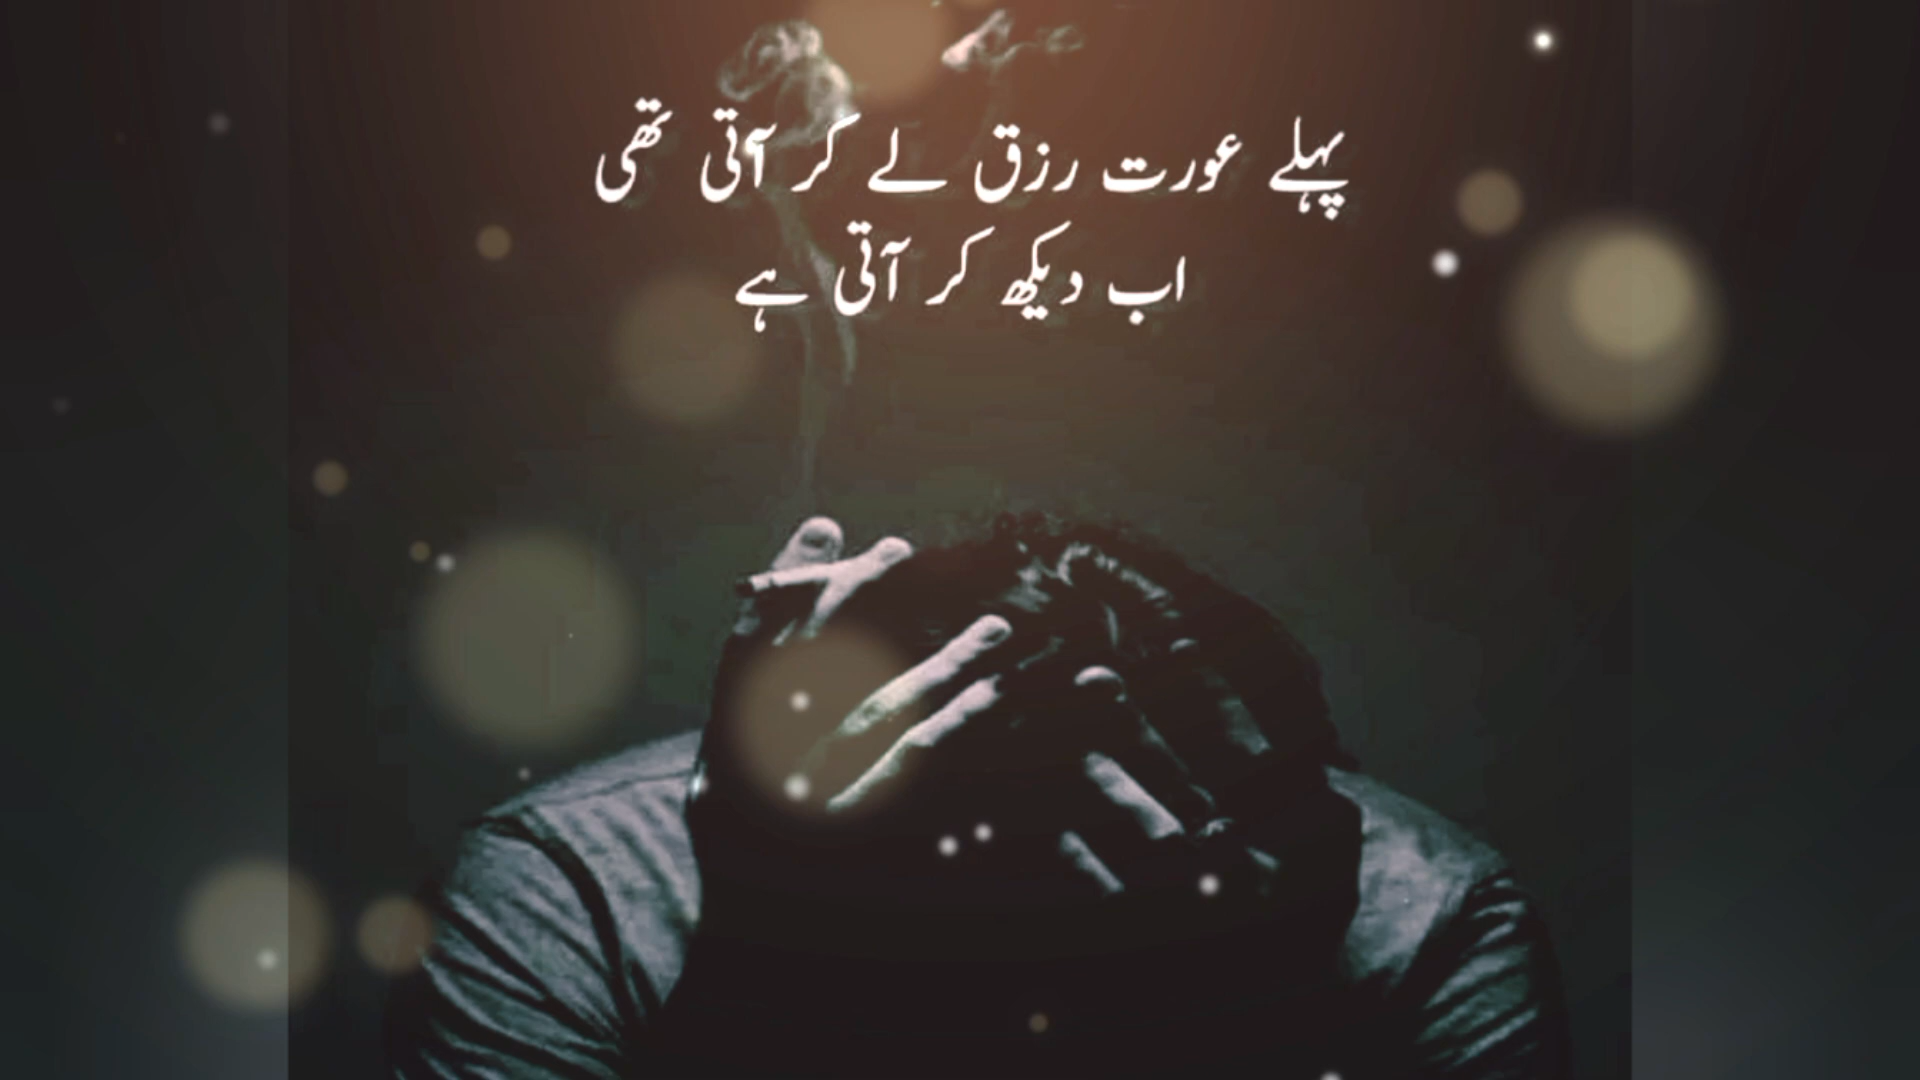 پہلے عورت رزق لے کر آتی تھی
اب دیکھ کر آتی ہے